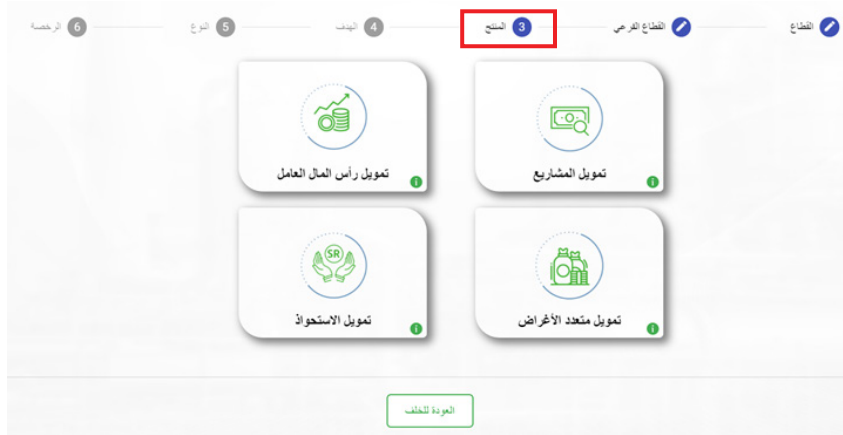 القطاع
القطاع الفرعي
3 المنتج
4 الهدف
5 النوع
6 الرخصة
تمويل المشاريع
تمويل رأس المال العامل
SR
تمويل متعدد الأغراض
تمويل الاستحواذ
العودة للخلف